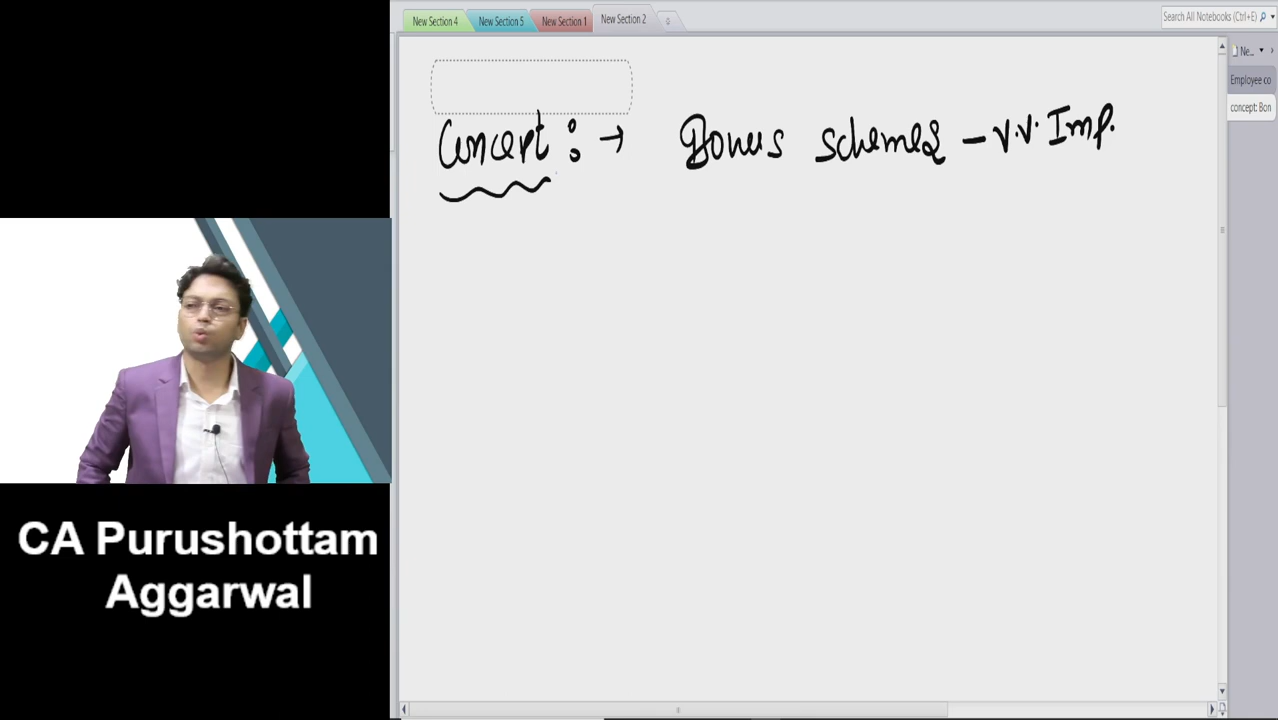 New Section 4
New Section 5
New Section 1
New Section 2
Search All Notebooks (Ctrl+E)
Ne...
Employee co
concept: Bon
Concept : → Bonus schemes - v.v. Imp.
CA Purushottam
Aggarwal